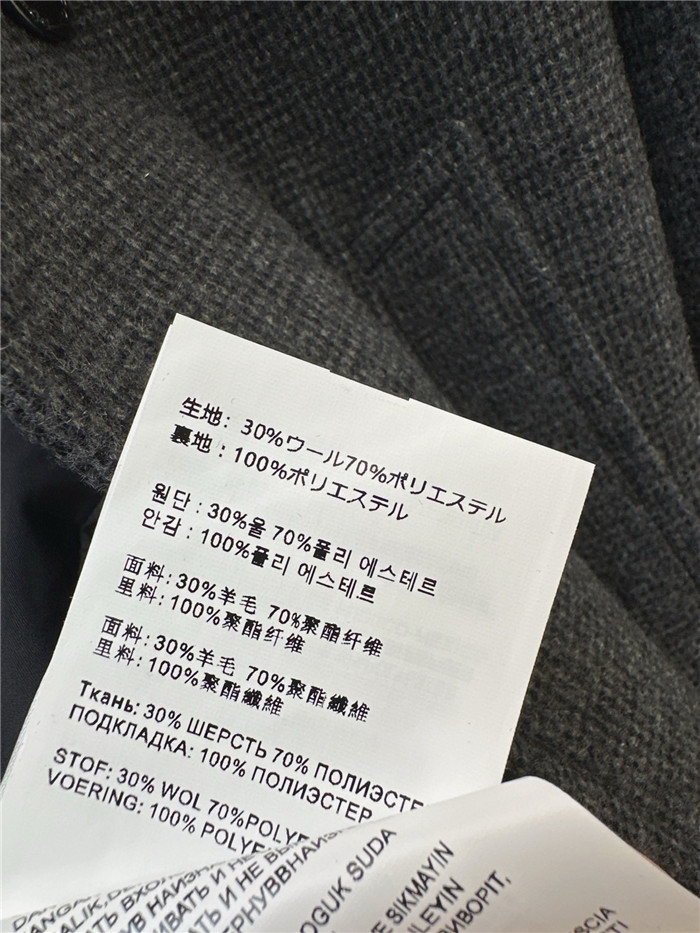 生地: 30%ウール70%ポリエステル
裏地: 100%ポリエステル
원단: 30%울 70%폴리 에스테르
안감: 100%폴리 에스테르
面料: 30%羊毛 70%聚酯纤维
里料: 100%聚酯纤维
面料: 30%羊毛 70%聚酯纖維
里料: 100%聚酯纖維
Ткань: 30% ШЕРСТЬ 70% ПОЛИЭСТЕ
ПОДКЛАДКА: 100% ПОЛИЭСТЕР
STOF: 30% WOL 70%POLYE
VOERING: 100% POLYE
OGUK SUDA
E SIKMAYIN